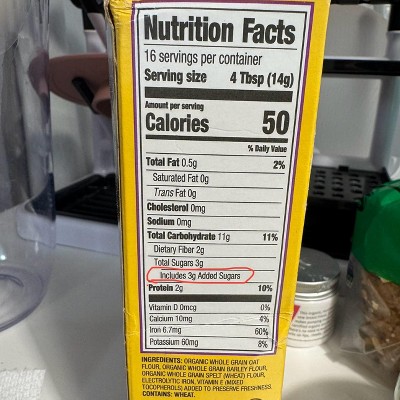 Nutrition Facts
16 servings per container
Serving size 4 Tbsp (14g)
Amount per serving
Calories 50
% Daily Value
Total Fat 0.5g 2%
Saturated Fat 0g
Trans Fat 0g
Cholesterol 0mg
Sodium 0mg
Total Carbohydrate 11g 11%
Dietary Fiber 2g
Total Sugars 3g
Includes 3g Added Sugars
Protein 2g 10%
Vitamin D 0mcg 0%
Calcium 10mg 4%
Iron 6.7mg 60%
Potassium 60mg 8%
INGREDIENTS: ORGANIC WHOLE GRAIN OAT
FLOUR, ORGANIC WHOLE GRAIN BARLEY FLOUR,
ORGANIC WHOLE GRAIN SPELT (WHEAT) FLOUR,
ELECTROLYTIC IRON, VITAMIN E (MIXED
TOCOPHEROLS) ADDED TO PRESERVE FRESHNESS.
CONTAINS: WHEAT.